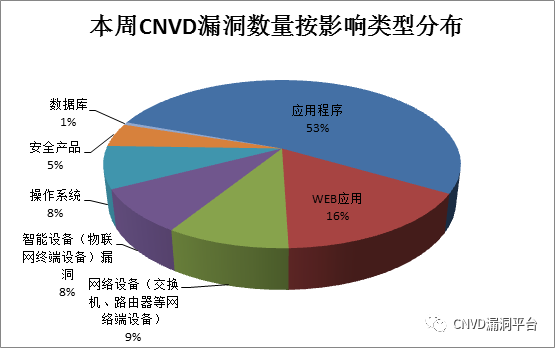 本周CNVD漏洞数量按影响类型分布
数据库
1%
安全产品
5%
操作系统
8%
智能设备（物联
网终端设备）漏
洞
8%
网络设备（交换
机、路由器等网
络端设备）
9%
WEB应用
16%
应用程序
53%
CNVD漏洞平台